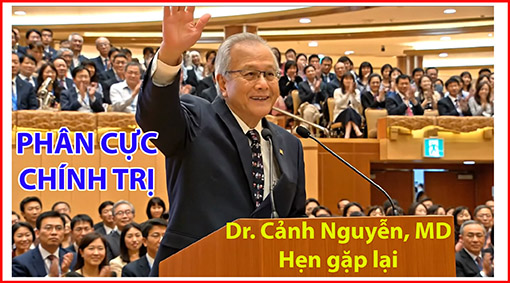 PHÂN CỰC
CHÍNH TRỊ
Dr. Cảnh Nguyễn, MD
Hẹn gặp lại